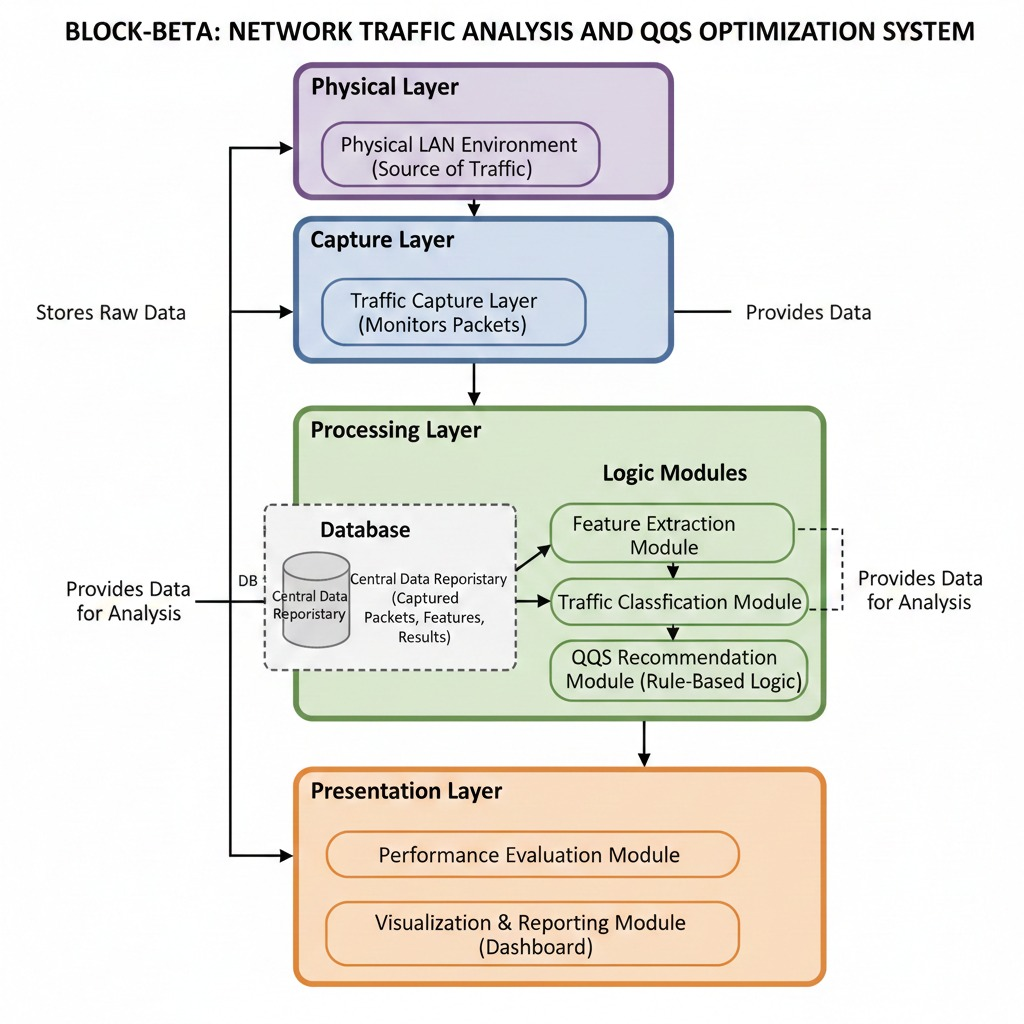 BLOCK-BETA: NETWORK TRAFFIC ANALYSIS AND QQS OPTIMIZATION SYSTEM
Physical Layer
Physical LAN Environment
(Source of Traffic)
Capture Layer
Traffic Capture Layer
(Monitors Packets)
Stores Raw Data
Provides Data
Processing Layer
Logic Modules
Database
Feature Extraction
Module
DB
Central Data
Reporistary
Central Data Reporistary
(Captured
Packets, Features,
Results)
Provides Data
for Analysis
Traffic Classfication Module
Provides Data
for Analysis
QQS Recommendation
Module (Rule-Based Logic)
Presentation Layer
Performance Evaluation Module
Visualization & Reporting Module
(Dashboard)